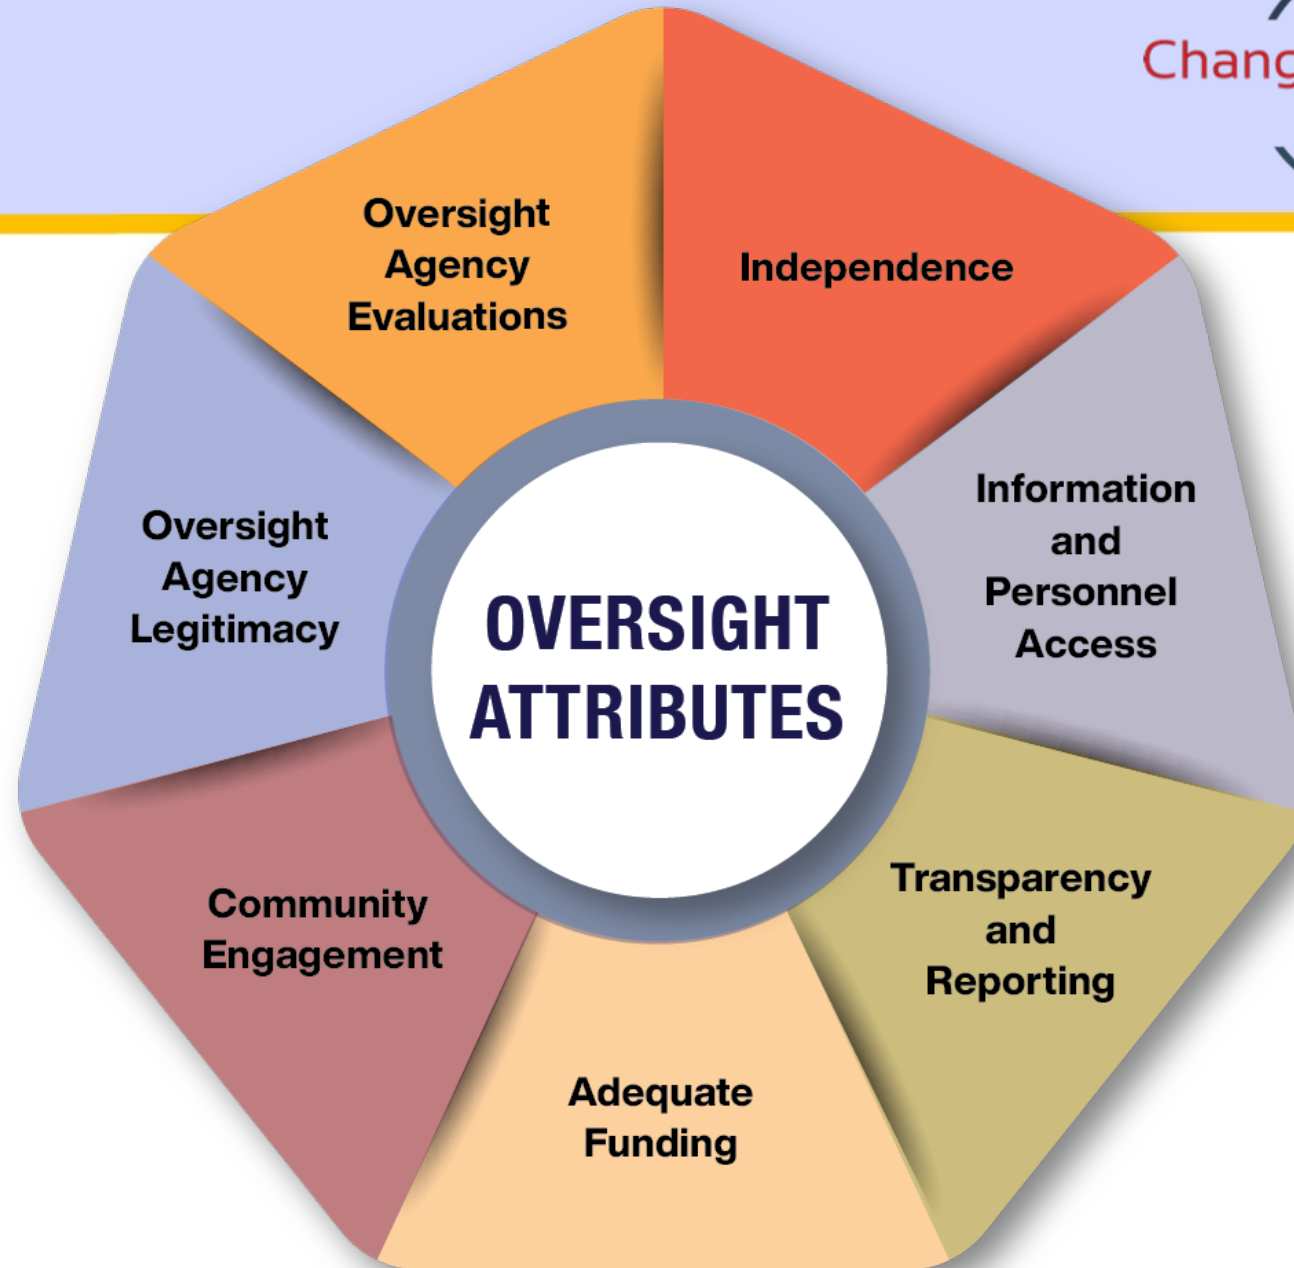 Chang
Oversight
Agency
Evaluations
Independence
Information
and
Personnel
Access
Transparency
and
Reporting
Adequate
Funding
Community
Engagement
Oversight
Agency
Legitimacy
OVERSIGHT
ATTRIBUTES